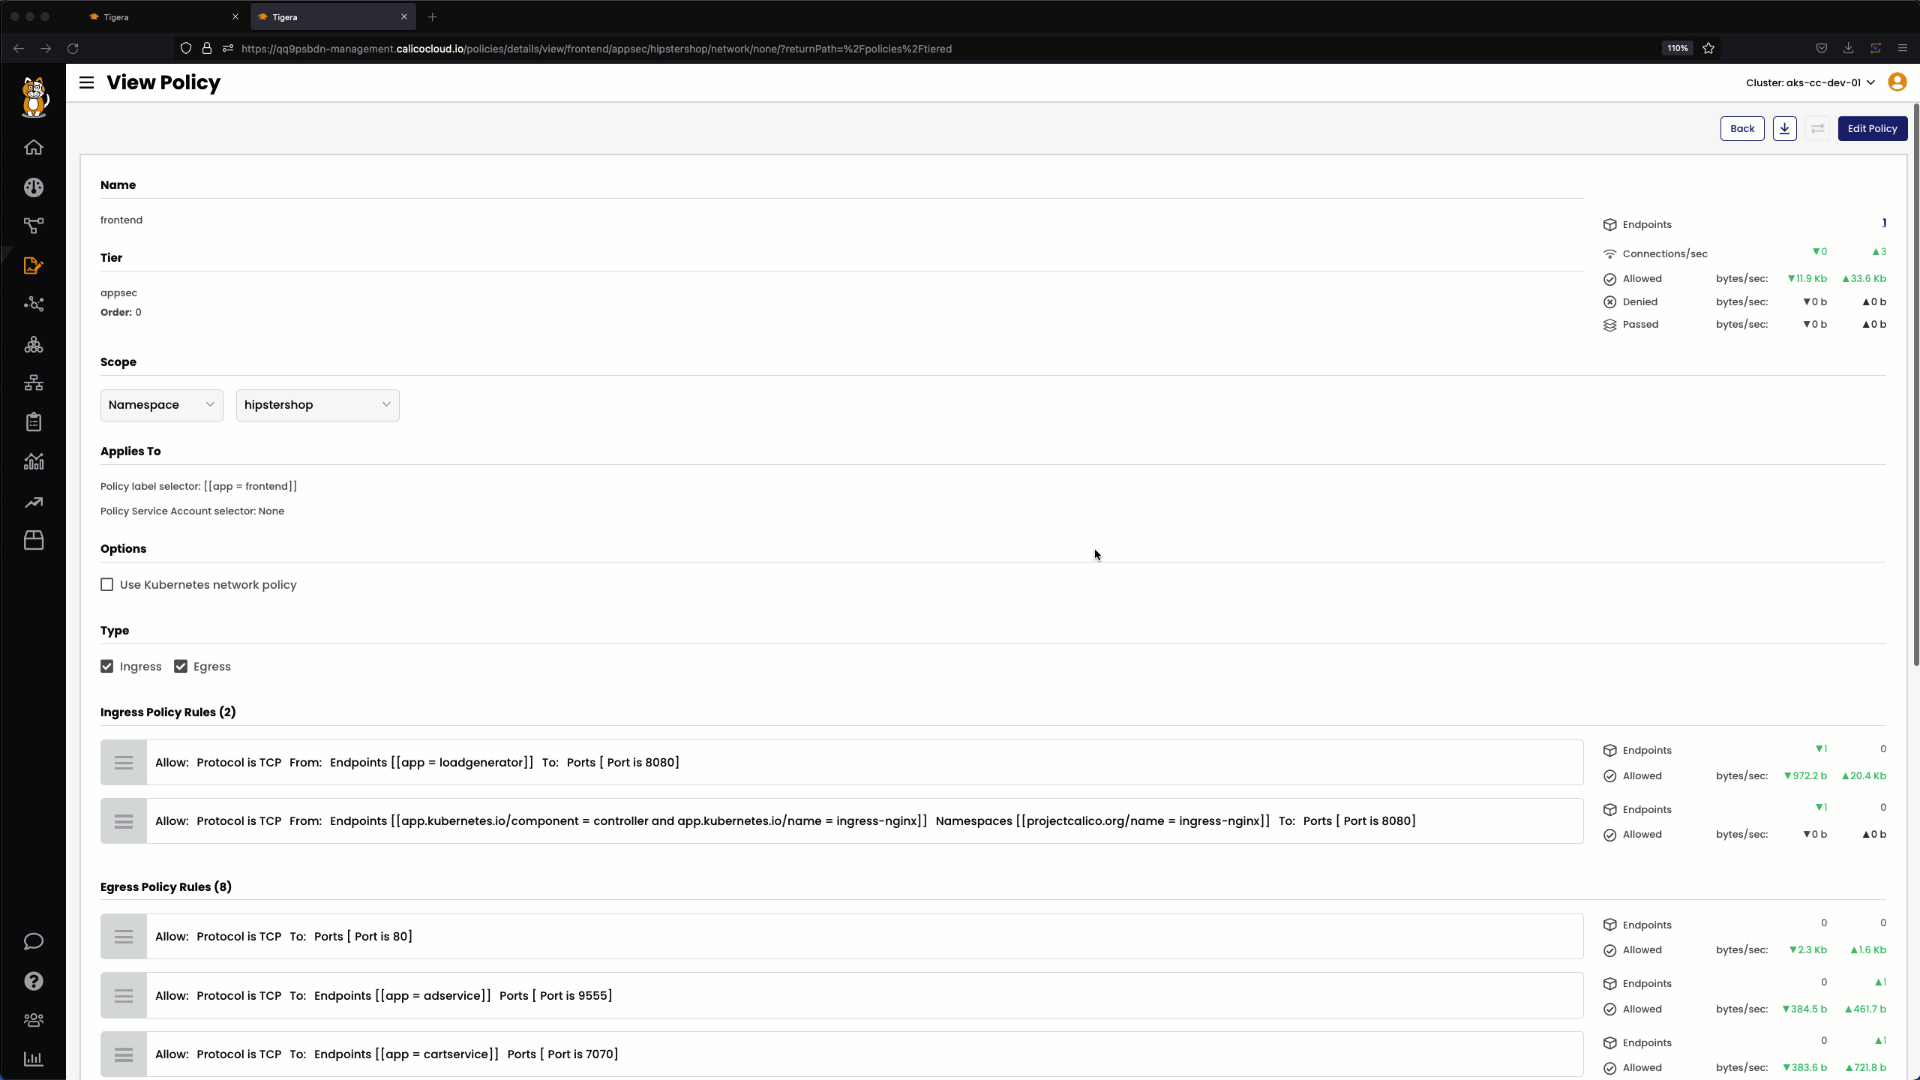 Tigera
Tigera
https://qq9psbdn-management.calicocloud.io/policies/details/view/frontend/appsec/hipstershop/network/none/?returnPath=%2Fpolicies%2Ftiered
110%
View Policy
Cluster: aks-cc-dev-01
Back
Edit Policy
Name
frontend
Tier
appsec
Order: 0
Endpoints 1
Connections/sec ▼0 ▲3
Allowed bytes/sec: ▼11.9 Kb ▲33.6 Kb
Denied bytes/sec: ▼0 b ▲0 b
Passed bytes/sec: ▼0 b ▲0 b
Scope
Namespace hipstershop
Applies To
Policy label selector: [[app = frontend]]
Policy Service Account selector: None
Options
Use Kubernetes network policy
Type
Ingress Egress
Ingress Policy Rules (2)
Allow: Protocol is TCP From: Endpoints [[app = loadgenerator]] To: Ports [ Port is 8080]
Endpoints ▼1 0
Allowed bytes/sec: ▼972.2 b ▲20.4 Kb
Allow: Protocol is TCP From: Endpoints [[app.kubernetes.io/component = controller and app.kubernetes.io/name = ingress-nginx]] Namespaces [[projectcalico.org/name = ingress-nginx]] To: Ports [ Port is 8080]
Endpoints ▼1 0
Allowed bytes/sec: ▼0 b ▲0 b
Egress Policy Rules (8)
Allow: Protocol is TCP To: Ports [ Port is 80]
Endpoints 0 0
Allowed bytes/sec: ▼2.3 Kb ▲1.6 Kb
Allow: Protocol is TCP To: Endpoints [[app = adservice]] Ports [ Port is 9555]
Endpoints 0 ▲1
Allowed bytes/sec: ▼384.5 b ▲461.7 b
Allow: Protocol is TCP To: Endpoints [[app = cartservice]] Ports [ Port is 7070]
Endpoints 0 ▲1
Allowed bytes/sec: ▼383.6 b ▲721.8 b